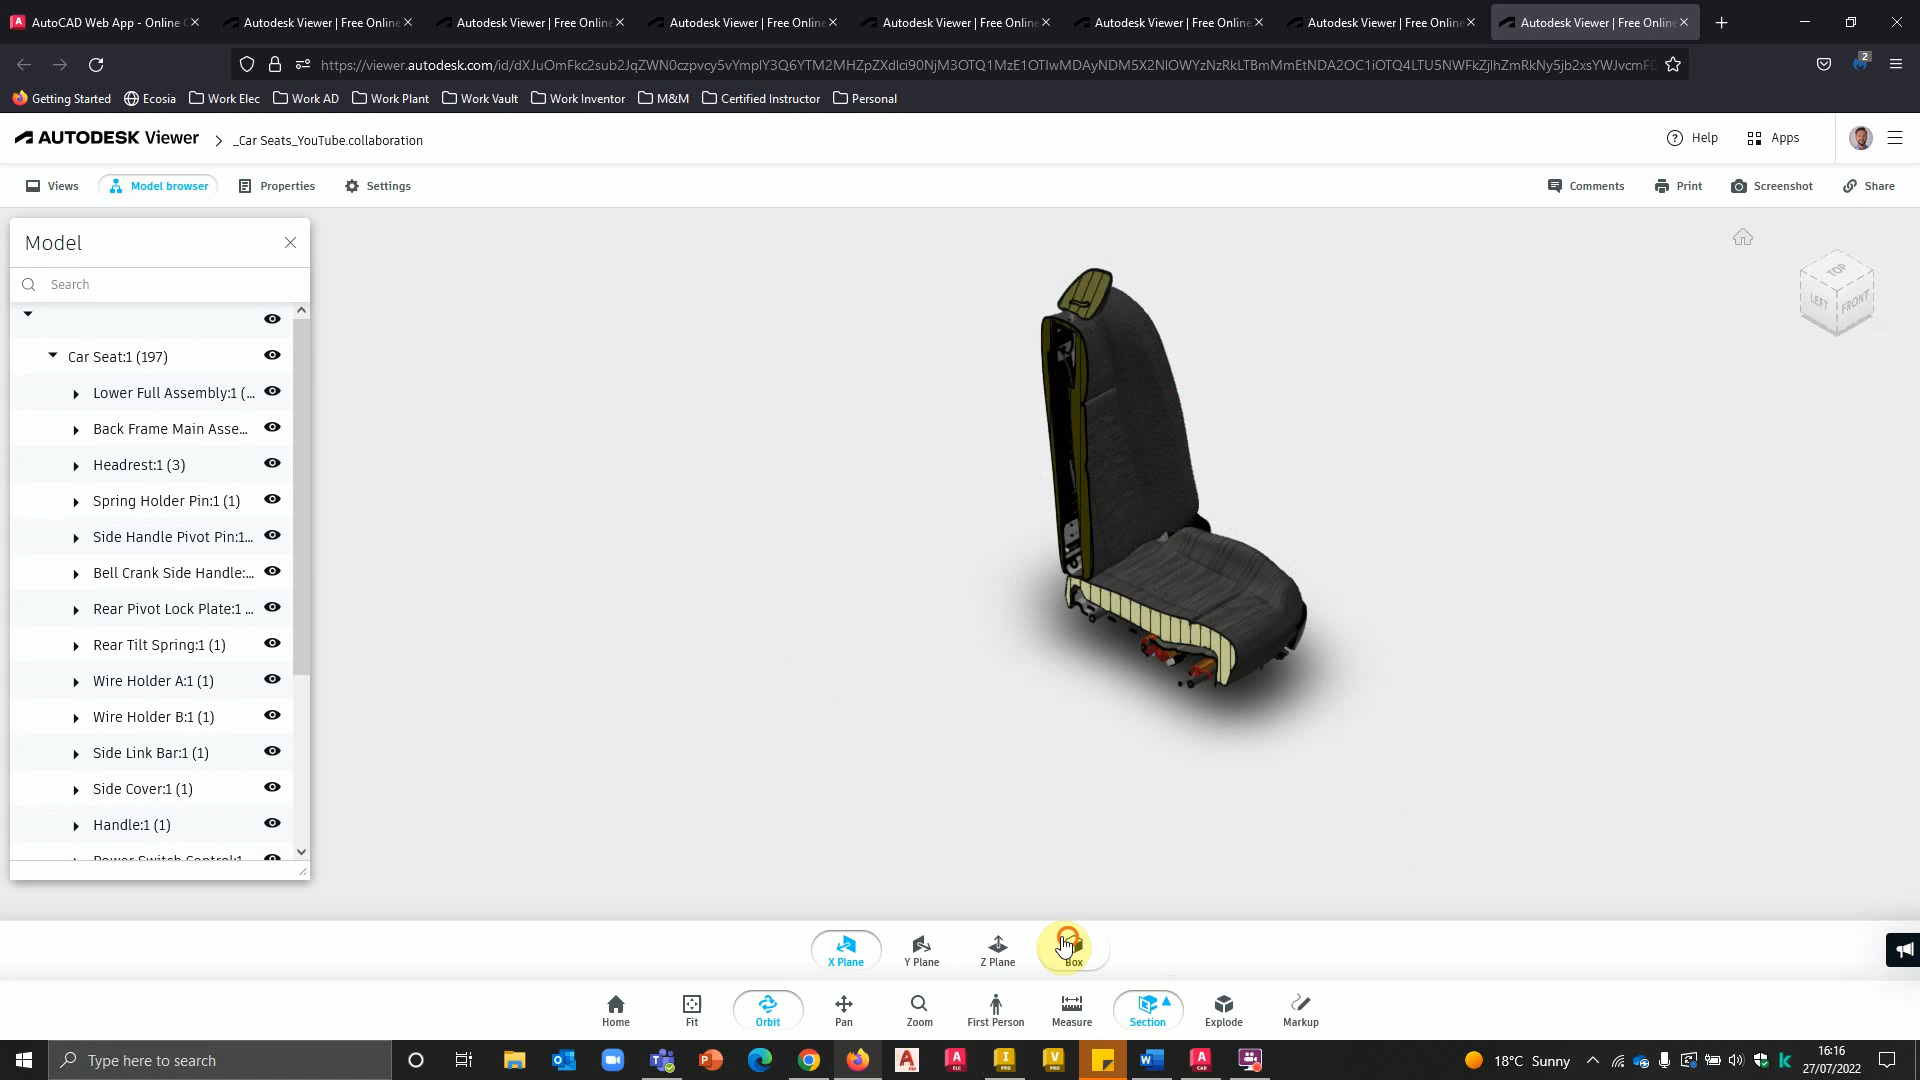 AutoCAD Web App - Online C
Autodesk Viewer | Free Online
Autodesk Viewer | Free Online
Autodesk Viewer | Free Online
Autodesk Viewer | Free Online
Autodesk Viewer | Free Online
Autodesk Viewer | Free Online
Autodesk Viewer | Free Online
Getting Started
Ecosia
Work Elec
Work AD
Work Plant
Work Vault
Work Inventor
M&M
Certified Instructor
Personal
AUTODESK Viewer
_Car Seats_YouTube.collaboration
Help
Apps
Views
Model browser
Properties
Settings
Comments
Print
Screenshot
Share
Model
Search
Car Seat:1 (197)
Lower Full Assembly:1 (...
Back Frame Main Asse...
Headrest:1 (3)
Spring Holder Pin:1 (1)
Side Handle Pivot Pin:1...
Bell Crank Side Handle:...
Rear Pivot Lock Plate:1 ...
Rear Tilt Spring:1 (1)
Wire Holder A:1 (1)
Wire Holder B:1 (1)
Side Link Bar:1 (1)
Side Cover:1 (1)
Handle:1 (1)
Power Switch Control:1
TOP
LEFT
FRONT
X Plane
Y Plane
Z Plane
Box
Home
Fit
Orbit
Pan
Zoom
First Person
Measure
Section
Explode
Markup
Type here to search
18°C Sunny
16:16
27/07/2022